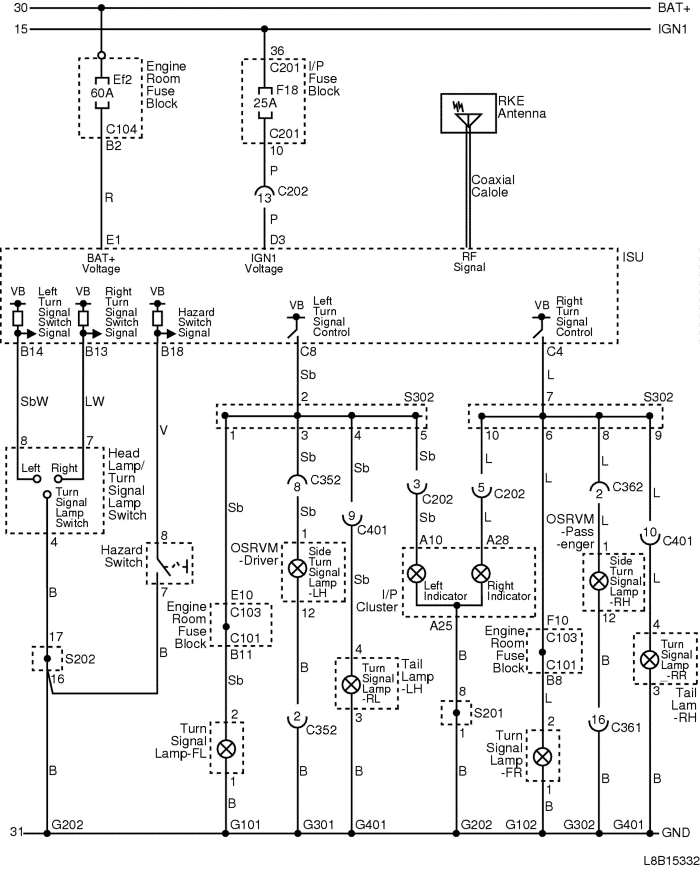 30
BAT+
15
IGN1
Engine
Room
Fuse
Block
Ef2
60A
C104
B2
R
E1
36
C201
I/P
Fuse
Block
F18
25A
C201
10
P
C202
13
P
D3
RKE
Antenna
Coaxial
Calole
BAT+
Voltage
IGN1
Voltage
RF
Signal
ISU
VB
Left
Turn
Signal
Switch
Signal
VB
Right
Turn
Signal
Switch
Signal
VB
Hazard
Switch
Signal
VB
Left
Turn
Signal
Control
VB
Right
Turn
Signal
Control
B14
B13
B18
C8
C4
SbW
LW
V
Sb
L
2
S302
7
S302
1
3
4
5
10
6
8
9
8
7
Left
Right
Turn
Signal
Lamp
Switch
Head
Lamp/
Turn
Signal
Lamp
Switch
4
Hazard
Switch
8
7
B
B
17
S202
16
B
G202
Sb
E10
Engine
Room
Fuse
Block
C103
C101
B11
Sb
2
Turn
Signal
Lamp-FL
1
B
G101
Sb
C352
8
Sb
1
OSRVM
-Driver
Side
Turn
Signal
Lamp
-LH
12
B
2
C352
B
G301
Sb
9
C401
Sb
4
Turn
Signal
Lamp
-RL
Tail
Lamp
-LH
3
B
G401
Sb
3
C202
Sb
A10
L
5
C202
L
A28
Left
Indicator
Right
Indicator
I/P
Cluster
A25
B
8
S201
1
B
G202
L
F10
Engine
Room
Fuse
Block
C103
C101
B8
L
2
Turn
Signal
Lamp
-FR
1
B
G102
L
C362
2
L
1
OSRVM
-Pass
-enger
Side
Turn
Signal
Lamp
-RH
12
B
16
C361
B
G302
L
10
C401
L
4
Turn
Signal
Lamp
-RR
3
Tail
Lam
-RH
B
G401
31
GND
L8B15332